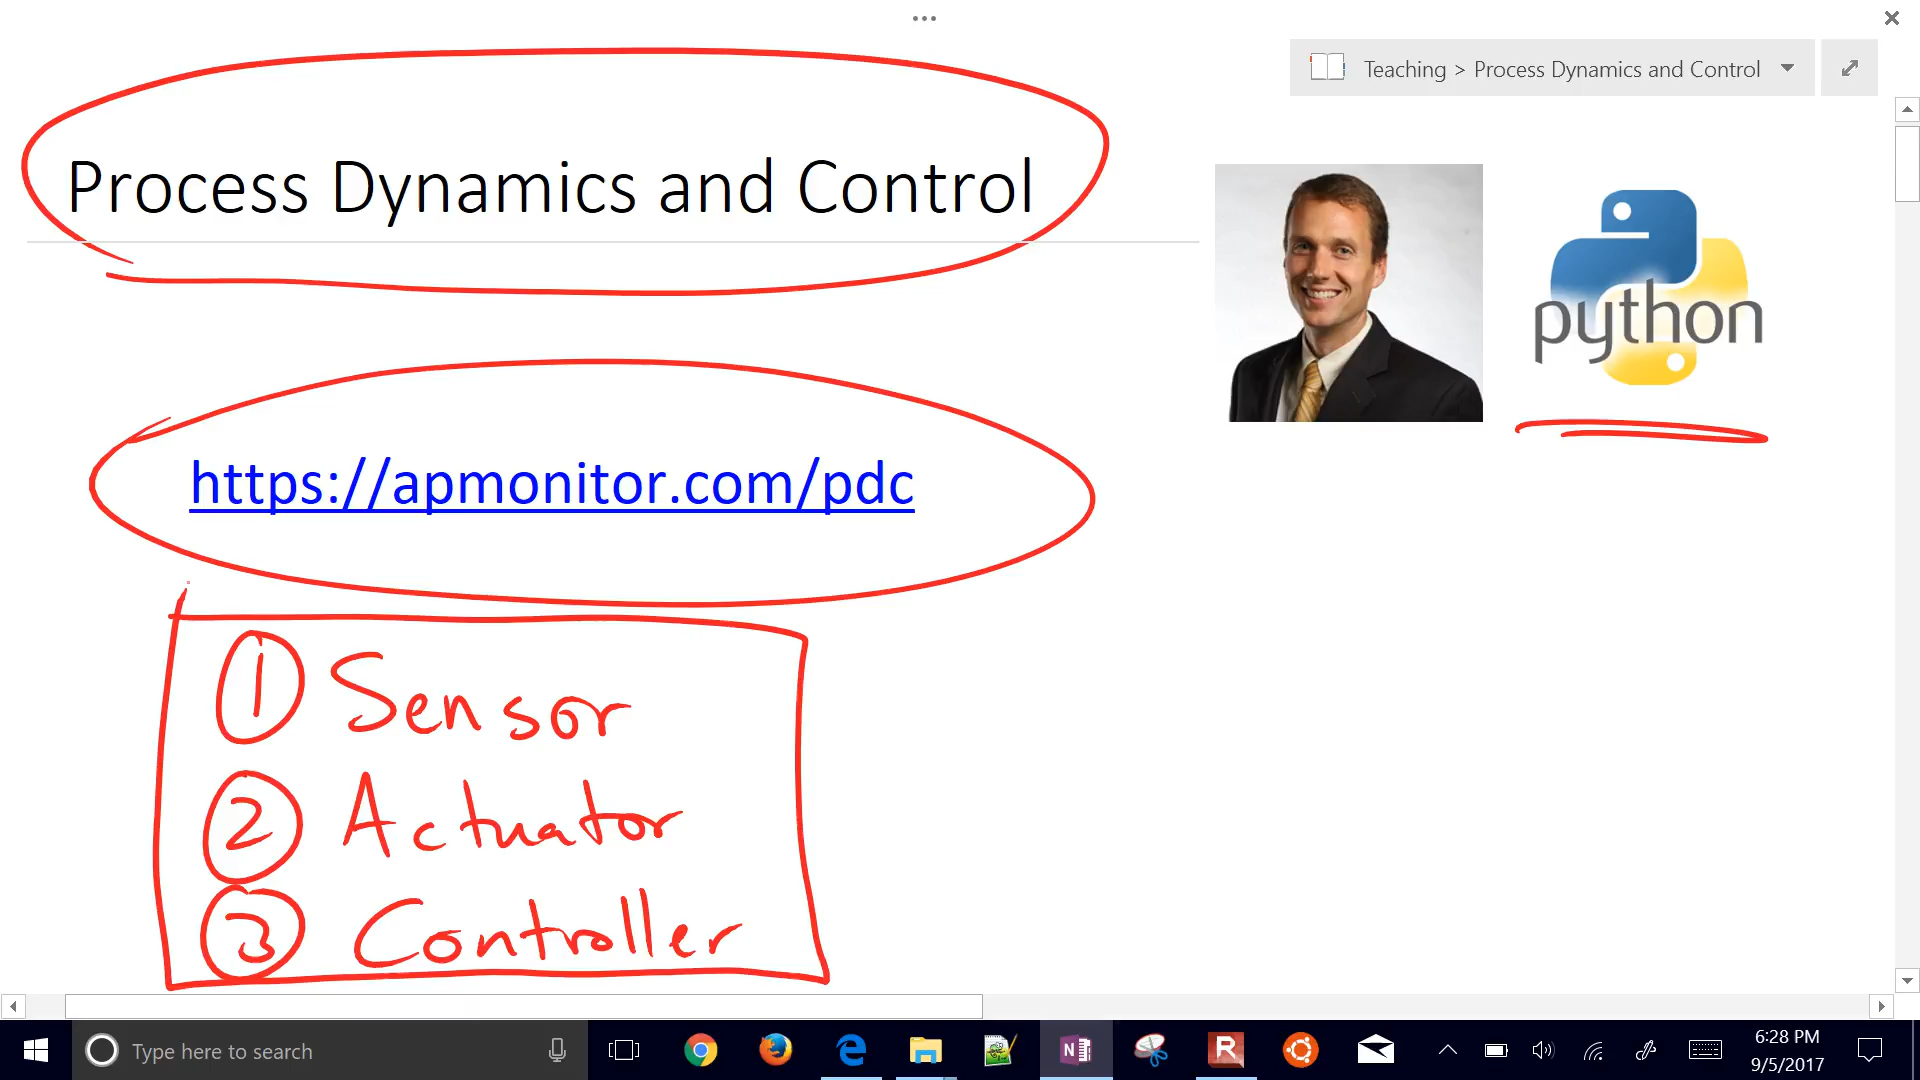 Teaching > Process Dynamics and Control
Process Dynamics and Control
python
https://apmonitor.com/pdc
1 Sensor
2 Actuator
3 Controller
Type here to search
N
R
6:28 PM
9/5/2017